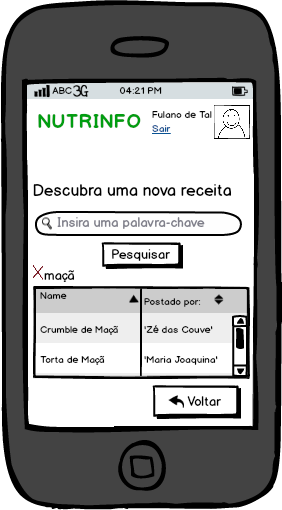 ABC 3G 04:21 PM
NUTRINFO
Fulano de Tal
Sair
Descubra uma nova receita
Insira uma palavra-chave
Pesquisar
X maçã
Name Postado por:
Crumble de Maçã 'Zé das Couve'
Torta de Maçã 'Maria Joaquina'
Voltar